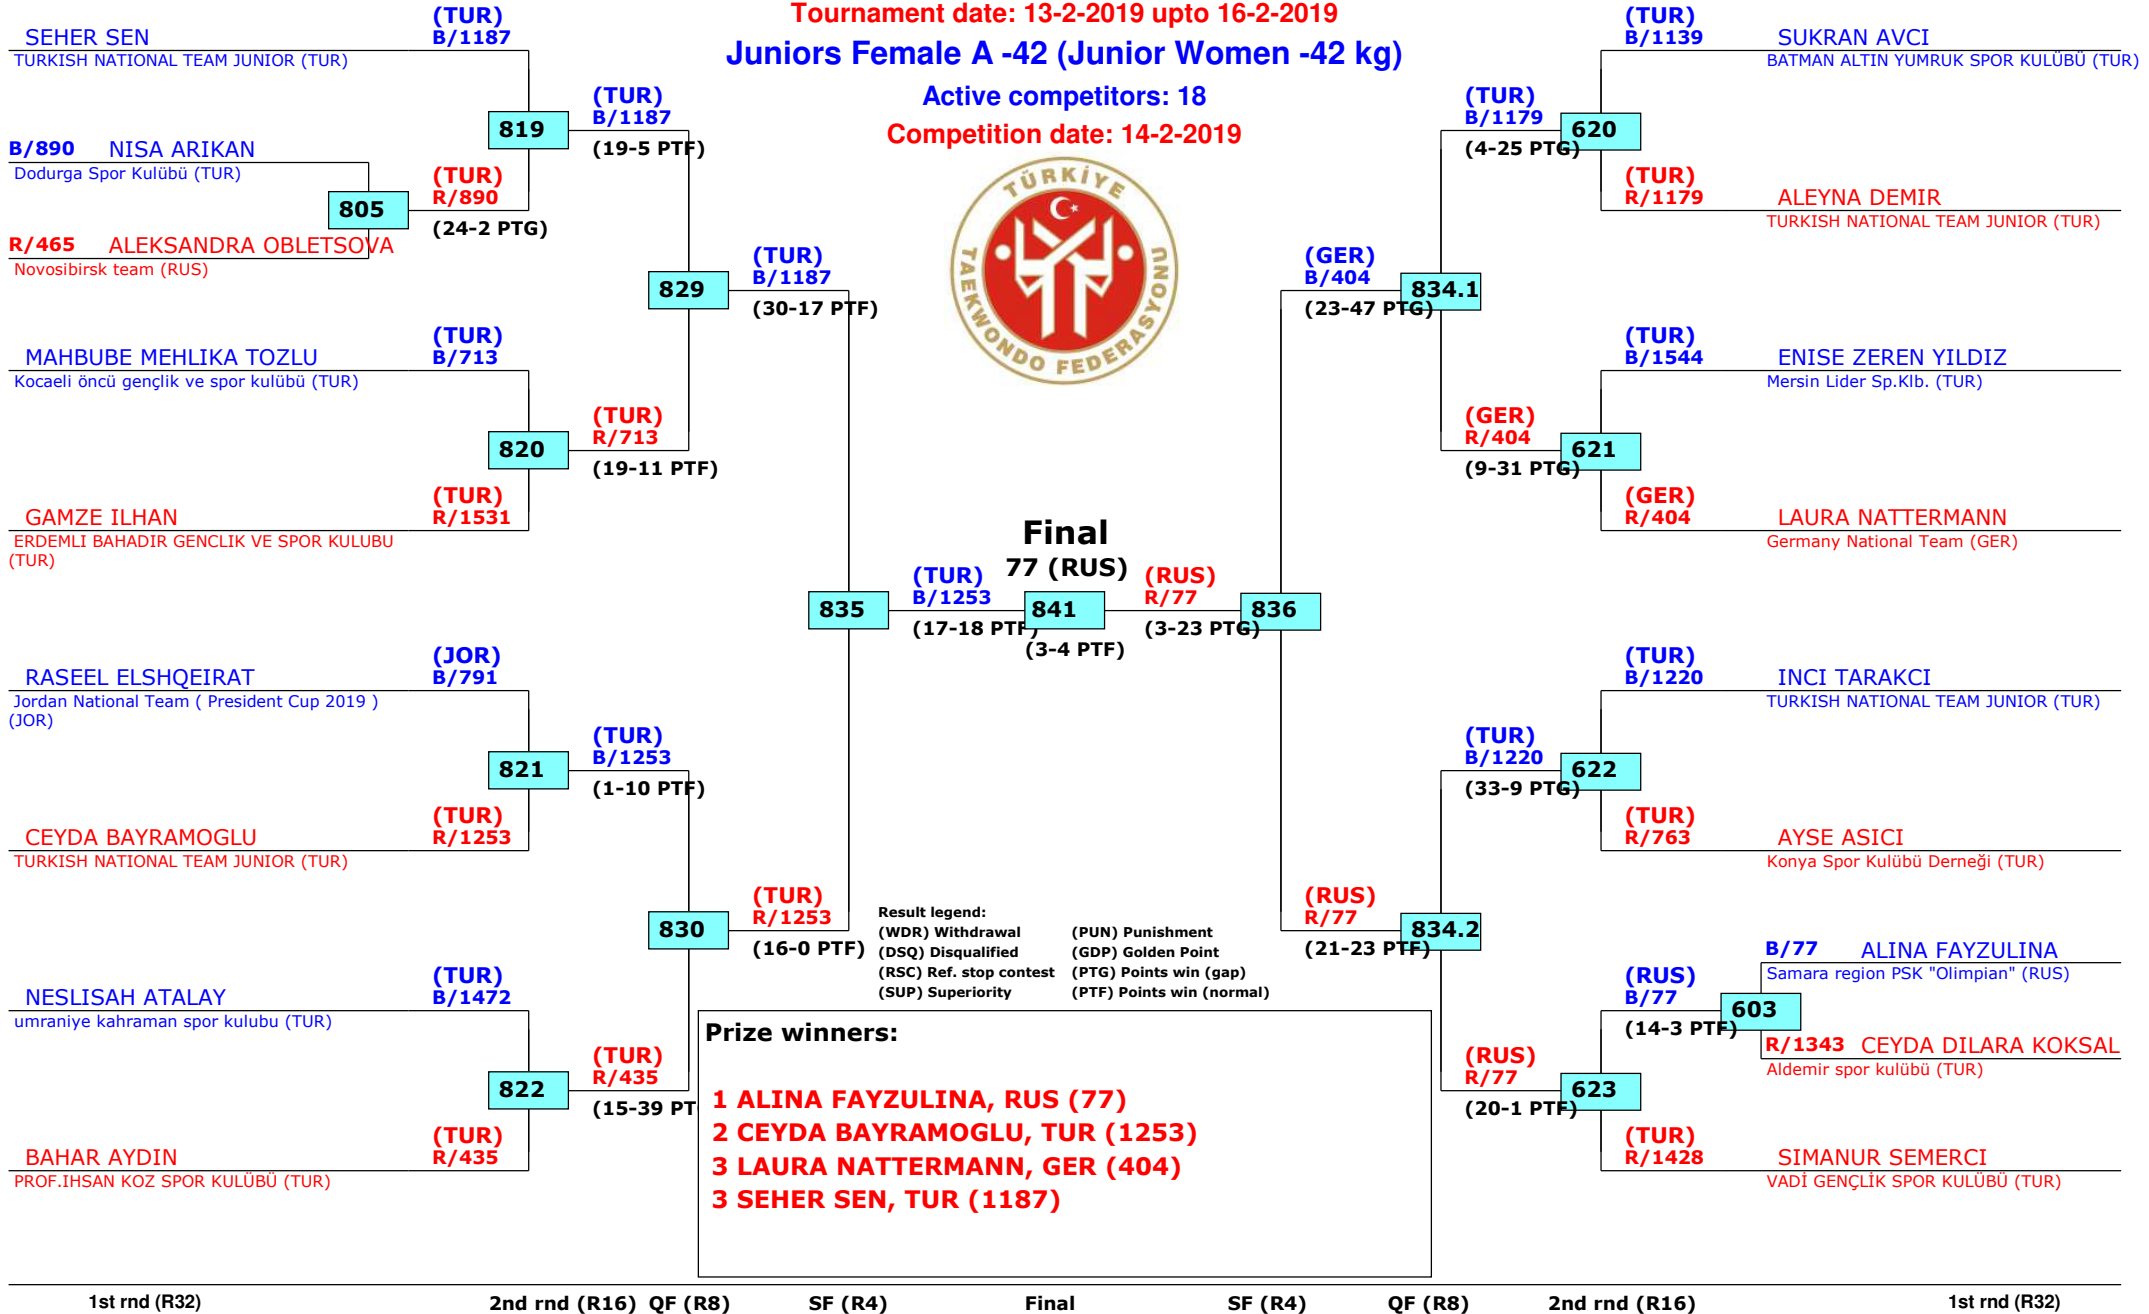 Tournament date: 13-2-2019 upto 16-2-2019
Juniors Female A -42 (Junior Women -42 kg)
Active competitors: 18
Competition date: 14-2-2019
TÜRKİYE TAEKWONDO FEDERASYONU
SEHER SEN
(TUR)
B/1187
TURKISH NATIONAL TEAM JUNIOR (TUR)
819
(TUR)
B/1187
(19-5 PTF)
B/890 NISA ARIKAN
Dodurga Spor Kulübü (TUR)
805
(TUR)
R/890
(24-2 PTG)
R/465 ALEKSANDRA OBLETSOVA
Novosibirsk team (RUS)
829
(TUR)
B/1187
(30-17 PTF)
MAHBUBE MEHLIKA TOZLU
(TUR)
B/713
Kocaeli öncü gençlik ve spor kulübü (TUR)
820
(TUR)
R/713
(19-11 PTF)
GAMZE ILHAN
(TUR)
R/1531
ERDEMLI BAHADIR GENCLIK VE SPOR KULUBU
(TUR)
835
(TUR)
B/1253
(17-18 PTF)
RASEEL ELSHQEIRAT
(JOR)
B/791
Jordan National Team ( President Cup 2019 )
(JOR)
821
(TUR)
B/1253
(1-10 PTF)
CEYDA BAYRAMOGLU
(TUR)
R/1253
TURKISH NATIONAL TEAM JUNIOR (TUR)
830
(TUR)
R/1253
(16-0 PTF)
NESLISAH ATALAY
(TUR)
B/1472
umraniye kahraman spor kulubu (TUR)
822
(TUR)
R/435
(15-39 PT
BAHAR AYDIN
(TUR)
R/435
PROF.IHSAN KOZ SPOR KULÜBÜ (TUR)
Final
77 (RUS)
841
(3-4 PTF)
(RUS)
R/77
(3-23 PTG)
836
(TUR)
B/1139
SUKRAN AVCI
BATMAN ALTIN YUMRUK SPOR KULÜBÜ (TUR)
(TUR)
B/1179
(4-25 PTG)
620
(TUR)
R/1179
ALEYNA DEMIR
TURKISH NATIONAL TEAM JUNIOR (TUR)
(GER)
B/404
(23-47 PTG)
834.1
(TUR)
B/1544
ENISE ZEREN YILDIZ
Mersin Lider Sp.Klb. (TUR)
(GER)
R/404
(9-31 PTG)
621
(GER)
R/404
LAURA NATTERMANN
Germany National Team (GER)
(TUR)
B/1220
INCI TARAKCI
TURKISH NATIONAL TEAM JUNIOR (TUR)
(TUR)
B/1220
(33-9 PTG)
622
(TUR)
R/763
AYSE ASICI
Konya Spor Kulübü Derneği (TUR)
(RUS)
R/77
(21-23 PTF)
834.2
B/77 ALINA FAYZULINA
Samara region PSK "Olimpian" (RUS)
(RUS)
B/77
(14-3 PTF)
603
R/1343 CEYDA DILARA KOKSAL
Aldemir spor kulübü (TUR)
(RUS)
R/77
(20-1 PTF)
623
(TUR)
R/1428
SIMANUR SEMERCI
VADİ GENÇLİK SPOR KULÜBÜ (TUR)
Result legend:
(WDR) Withdrawal (PUN) Punishment
(DSQ) Disqualified (GDP) Golden Point
(RSC) Ref. stop contest (PTG) Points win (gap)
(SUP) Superiority (PTF) Points win (normal)
Prize winners:
1 ALINA FAYZULINA, RUS (77)
2 CEYDA BAYRAMOGLU, TUR (1253)
3 LAURA NATTERMANN, GER (404)
3 SEHER SEN, TUR (1187)
1st rnd (R32) 2nd rnd (R16) QF (R8) SF (R4) Final SF (R4) QF (R8) 2nd rnd (R16) 1st rnd (R32)